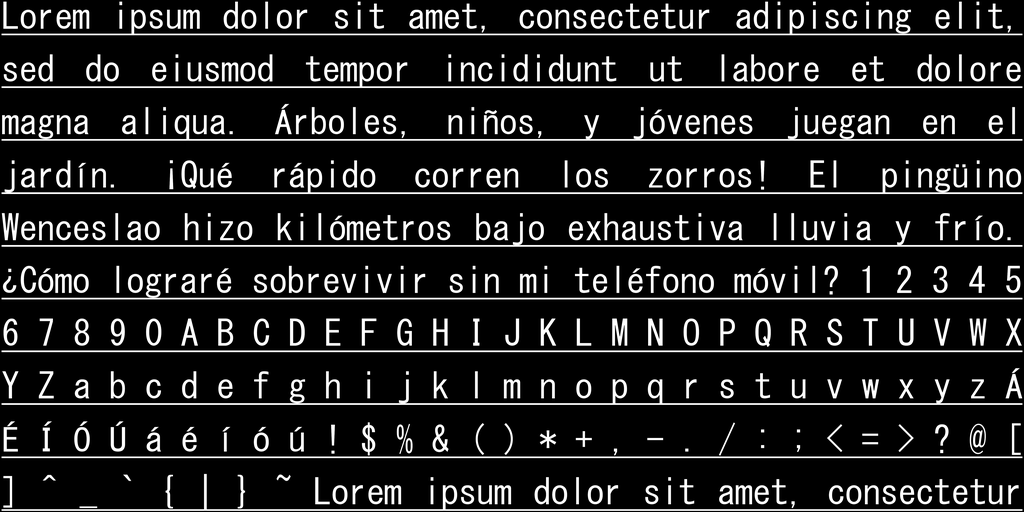 Lorem ipsum dolor sit amet, consectetur adipiscing elit,
sed do eiusmod tempor incididunt ut labore et dolore
magna aliqua. Árboles, niños, y jóvenes juegan en el
jardín. ¡Qué rápido corren los zorros! El pingüino
Wenceslao hizo kilómetros bajo exhaustiva lluvia y frío.
¿Cómo lograré sobrevivir sin mi teléfono móvil? 1 2 3 4 5
6 7 8 9 0 A B C D E F G H I J K L M N O P Q R S T U V W X
Y Z a b c d e f g h i j k l m n o p q r s t u v w x y z Á
É Í Ó Ú á é í ó ú ! $ % & ( ) * + , - . / : ; < = > ? @ [
] ^ _ ` { | } ~ Lorem ipsum dolor sit amet, consectetur